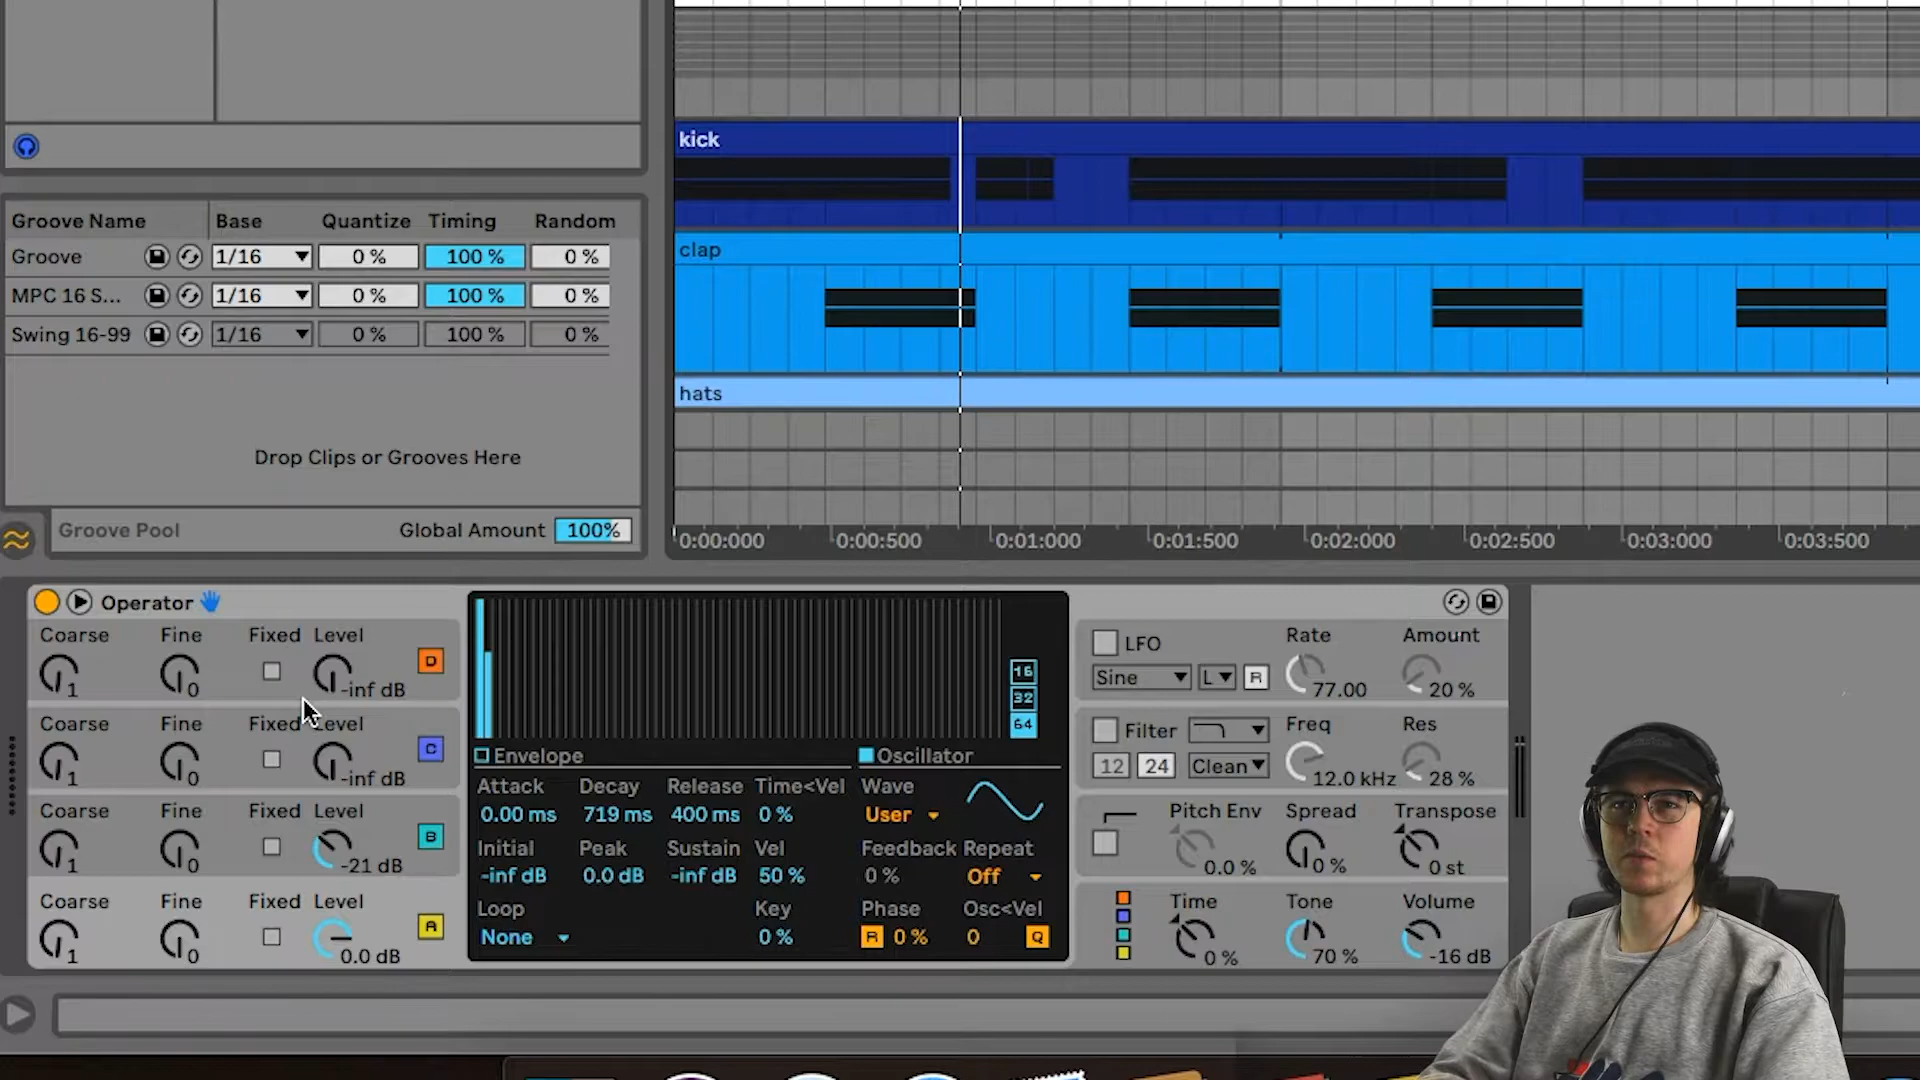 kick
clap
hats
0:00:000 0:00:500 0:01:000 0:01:500 0:02:000 0:02:500 0:03:000 0:03:500
Groove Name Base Quantize Timing Random
Groove 1/16 0 % 100 % 0 %
MPC 16 S... 1/16 0 % 100 % 0 %
Swing 16-99 1/16 0 % 100 % 0 %
Drop Clips or Grooves Here
Groove Pool Global Amount 100%
Operator
Coarse Fine Fixed Level
1 0 -inf dB D
Coarse Fine Fixed Level
1 0 -inf dB C
Coarse Fine Fixed Level
1 0 -21 dB B
Coarse Fine Fixed Level
1 0 0.0 dB A
16
32
64
Envelope Oscillator
Attack Decay Release Time<Vel Wave
0.00 ms 719 ms 400 ms 0 % User
Initial Peak Sustain Vel Feedback Repeat
-inf dB 0.0 dB -inf dB 50 % 0 % Off
Loop Key Phase Osc<Vel
None 0 % R 0 % 0 Q
LFO Rate Amount
Sine L R 77.00 20 %
Filter Freq Res
12 24 Clean 12.0 kHz 28 %
Pitch Env Spread Transpose
0.0 % 0 % 0 st
Time Tone Volume
0 % 70 % -16 dB